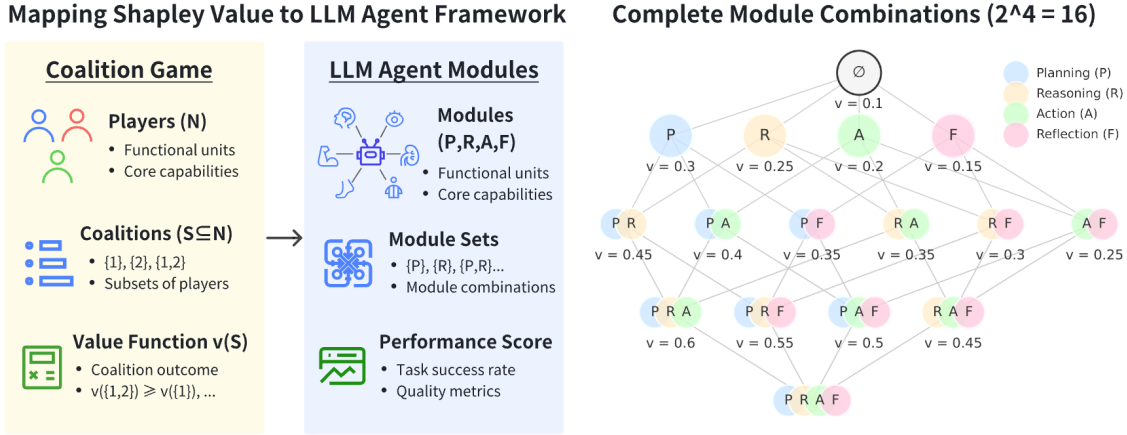 Mapping Shapley Value to LLM Agent Framework
Coalition Game
Players (N)
• Functional units
• Core capabilities
Coalitions (S⊆N)
• {1}, {2}, {1,2}
• Subsets of players
Value Function v(S)
• Coalition outcome
• v({1,2}) ⩾ v({1}), ...
LLM Agent Modules
Modules
(P,R,A,F)
• Functional units
• Core capabilities
Module Sets
• {P}, {R}, {P,R}...
• Module combinations
Performance Score
• Task success rate
• Quality metrics
Complete Module Combinations (2^4 = 16)
Planning (P)
Reasoning (R)
Action (A)
Reflection (F)
∅
v = 0.1
P R A F
v = 0.3 v = 0.25 v = 0.2 v = 0.15
P R P A P F R A R F A F
v = 0.45 v = 0.4 v = 0.35 v = 0.35 v = 0.3 v = 0.25
P R A P R F P A F R A F
v = 0.6 v = 0.55 v = 0.5 v = 0.45
P R A F